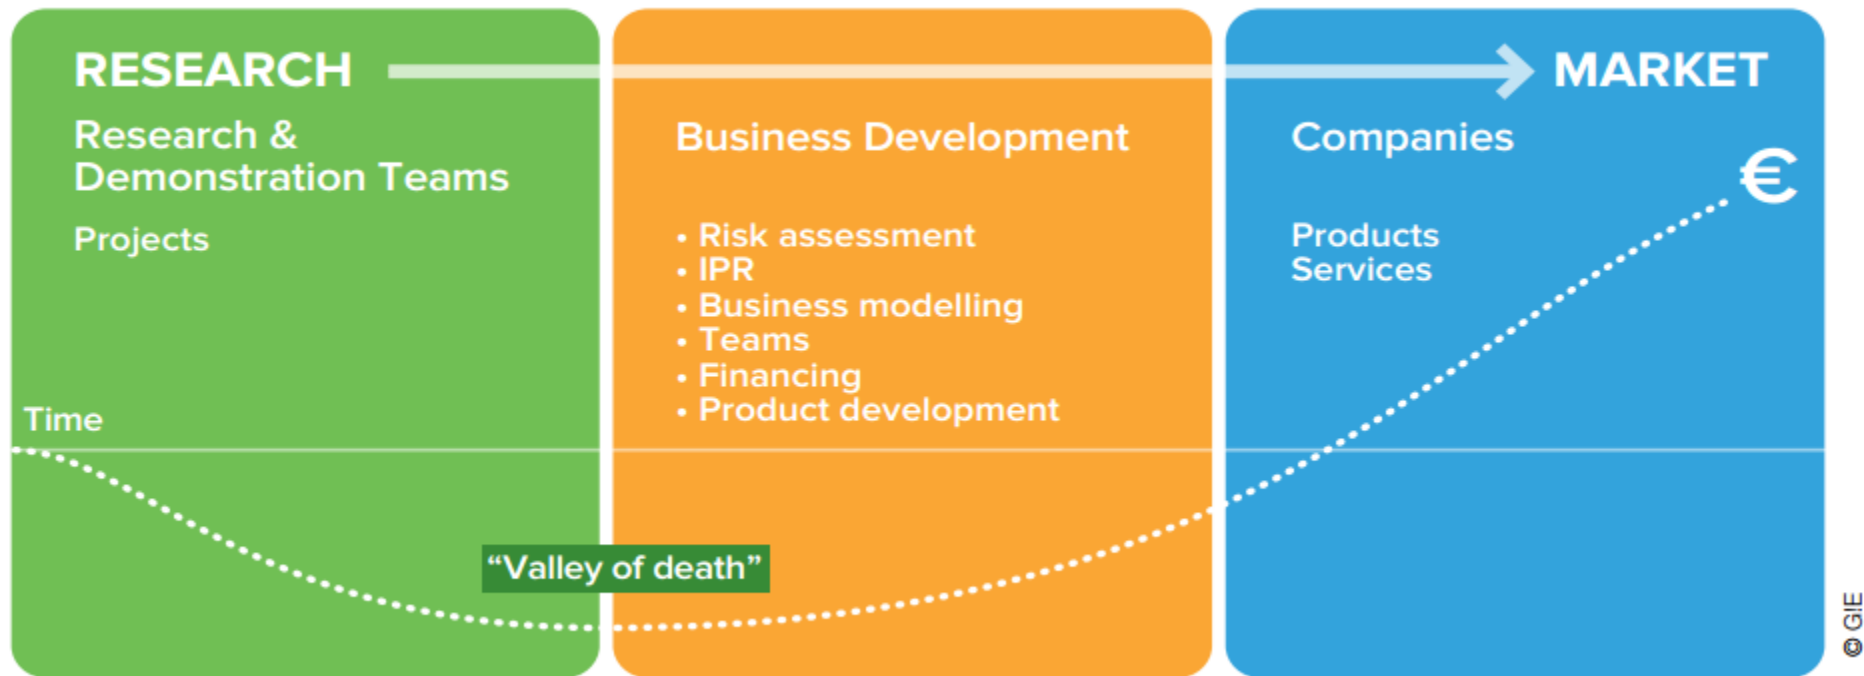 RESEARCH
MARKET
Research &
Demonstration Teams
Projects
Business Development
• Risk assessment
• IPR
• Business modelling
• Teams
• Financing
• Product development
Companies
€
Products
Services
Time
“Valley of death”
© GIE